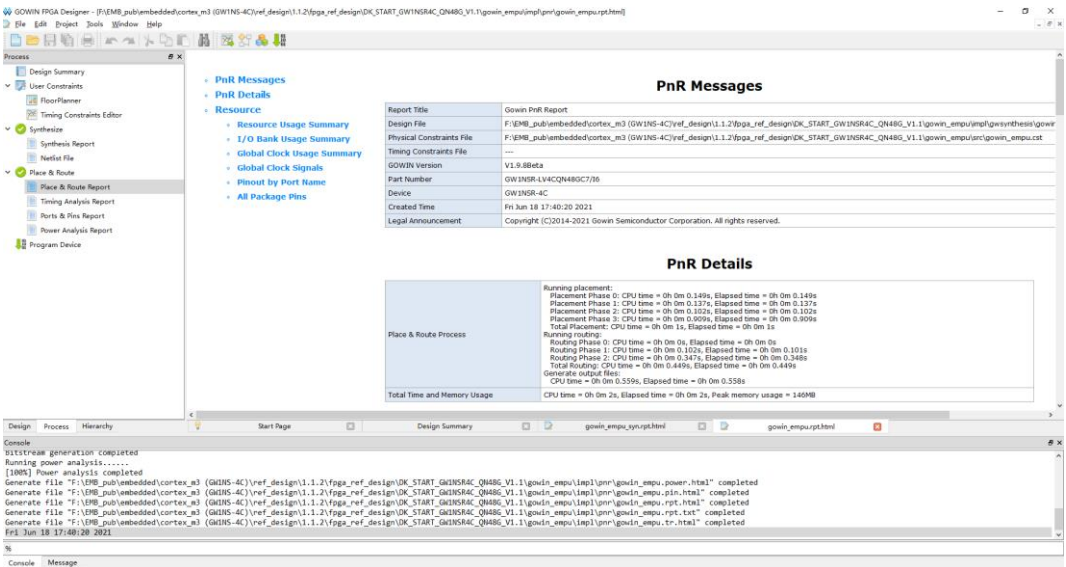 GOWIN FPGA Designer - [F:\EMB_pub\embedded\cortex_m3 (GW1NS-4C)\ref_design\1.1.2\fpga_ref_design\DK_START_GW1NSR4C_QN48G_V1.1\gowin_empu\impl\pnr\gowin_empu.rpt.html]
File Edit Project Tools Window Help
Process
Design Summary
User Constraints
FloorPlanner
Timing Constraints Editor
Synthesize
Synthesis Report
Netlist File
Place & Route
Place & Route Report
Timing Analysis Report
Ports & Pins Report
Power Analysis Report
Program Device
Design Process Hierarchy
PnR Messages
PnR Details
Resource
Resource Usage Summary
I/O Bank Usage Summary
Global Clock Usage Summary
Global Clock Signals
Pinout by Port Name
All Package Pins
PnR Messages
Report Title Gowin PnR Report
Design File F:\EMB_pub\embedded\cortex_m3 (GW1NS-4C)\ref_design\1.1.2\fpga_ref_design\DK_START_GW1NSR4C_QN48G_V1.1\gowin_empu\impl\gwsynthesis\gowin
Physical Constraints File F:\EMB_pub\embedded\cortex_m3 (GW1NS-4C)\ref_design\1.1.2\fpga_ref_design\DK_START_GW1NSR4C_QN48G_V1.1\gowin_empu\src\gowin_empu.cst
Timing Constraints File ---
GOWIN Version V1.9.8Beta
Part Number GW1NSR-LV4CQN48GC7/I6
Device GW1NSR-4C
Created Time Fri Jun 18 17:40:20 2021
Legal Announcement Copyright (C)2014-2021 Gowin Semiconductor Corporation. All rights reserved.
PnR Details
Place & Route Process
Running placement:
Placement Phase 0: CPU time = 0h 0m 0.149s, Elapsed time = 0h 0m 0.149s
Placement Phase 1: CPU time = 0h 0m 0.137s, Elapsed time = 0h 0m 0.137s
Placement Phase 2: CPU time = 0h 0m 0.102s, Elapsed time = 0h 0m 0.102s
Placement Phase 3: CPU time = 0h 0m 0.909s, Elapsed time = 0h 0m 0.909s
Total Placement: CPU time = 0h 0m 1s, Elapsed time = 0h 0m 1s
Running routing:
Routing Phase 0: CPU time = 0h 0m 0s, Elapsed time = 0h 0m 0s
Routing Phase 1: CPU time = 0h 0m 0.102s, Elapsed time = 0h 0m 0.101s
Routing Phase 2: CPU time = 0h 0m 0.347s, Elapsed time = 0h 0m 0.348s
Total Routing: CPU time = 0h 0m 0.449s, Elapsed time = 0h 0m 0.449s
Generate output files:
CPU time = 0h 0m 0.559s, Elapsed time = 0h 0m 0.558s
Total Time and Memory Usage CPU time = 0h 0m 2s, Elapsed time = 0h 0m 2s, Peak memory usage = 146MB
Start Page Design Summary gowin_empu_syn.rpt.html gowin_empu.rpt.html
Console
Bitstream generation completed
Running power analysis......
[100%] Power analysis completed
Generate file "F:\EMB_pub\embedded\cortex_m3 (GW1NS-4C)\ref_design\1.1.2\fpga_ref_design\DK_START_GW1NSR4C_QN48G_V1.1\gowin_empu\impl\pnr\gowin_empu.power.html" completed
Generate file "F:\EMB_pub\embedded\cortex_m3 (GW1NS-4C)\ref_design\1.1.2\fpga_ref_design\DK_START_GW1NSR4C_QN48G_V1.1\gowin_empu\impl\pnr\gowin_empu.pin.html" completed
Generate file "F:\EMB_pub\embedded\cortex_m3 (GW1NS-4C)\ref_design\1.1.2\fpga_ref_design\DK_START_GW1NSR4C_QN48G_V1.1\gowin_empu\impl\pnr\gowin_empu.rpt.html" completed
Generate file "F:\EMB_pub\embedded\cortex_m3 (GW1NS-4C)\ref_design\1.1.2\fpga_ref_design\DK_START_GW1NSR4C_QN48G_V1.1\gowin_empu\impl\pnr\gowin_empu.rpt.txt" completed
Generate file "F:\EMB_pub\embedded\cortex_m3 (GW1NS-4C)\ref_design\1.1.2\fpga_ref_design\DK_START_GW1NSR4C_QN48G_V1.1\gowin_empu\impl\pnr\gowin_empu.tr.html" completed
Fri Jun 18 17:40:20 2021
%
Console Message